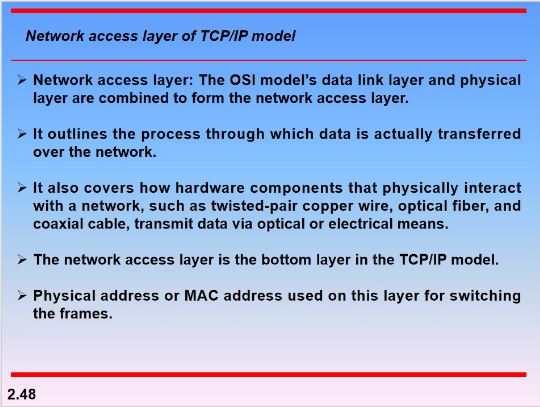 Network access layer of TCP/IP model
➢ Network access layer: The OSI model's data link layer and physical
layer are combined to form the network access layer.
➢ It outlines the process through which data is actually transferred
over the network.
➢ It also covers how hardware components that physically interact
with a network, such as twisted-pair copper wire, optical fiber, and
coaxial cable, transmit data via optical or electrical means.
➢ The network access layer is the bottom layer in the TCP/IP model.
➢ Physical address or MAC address used on this layer for switching
the frames.
2.48